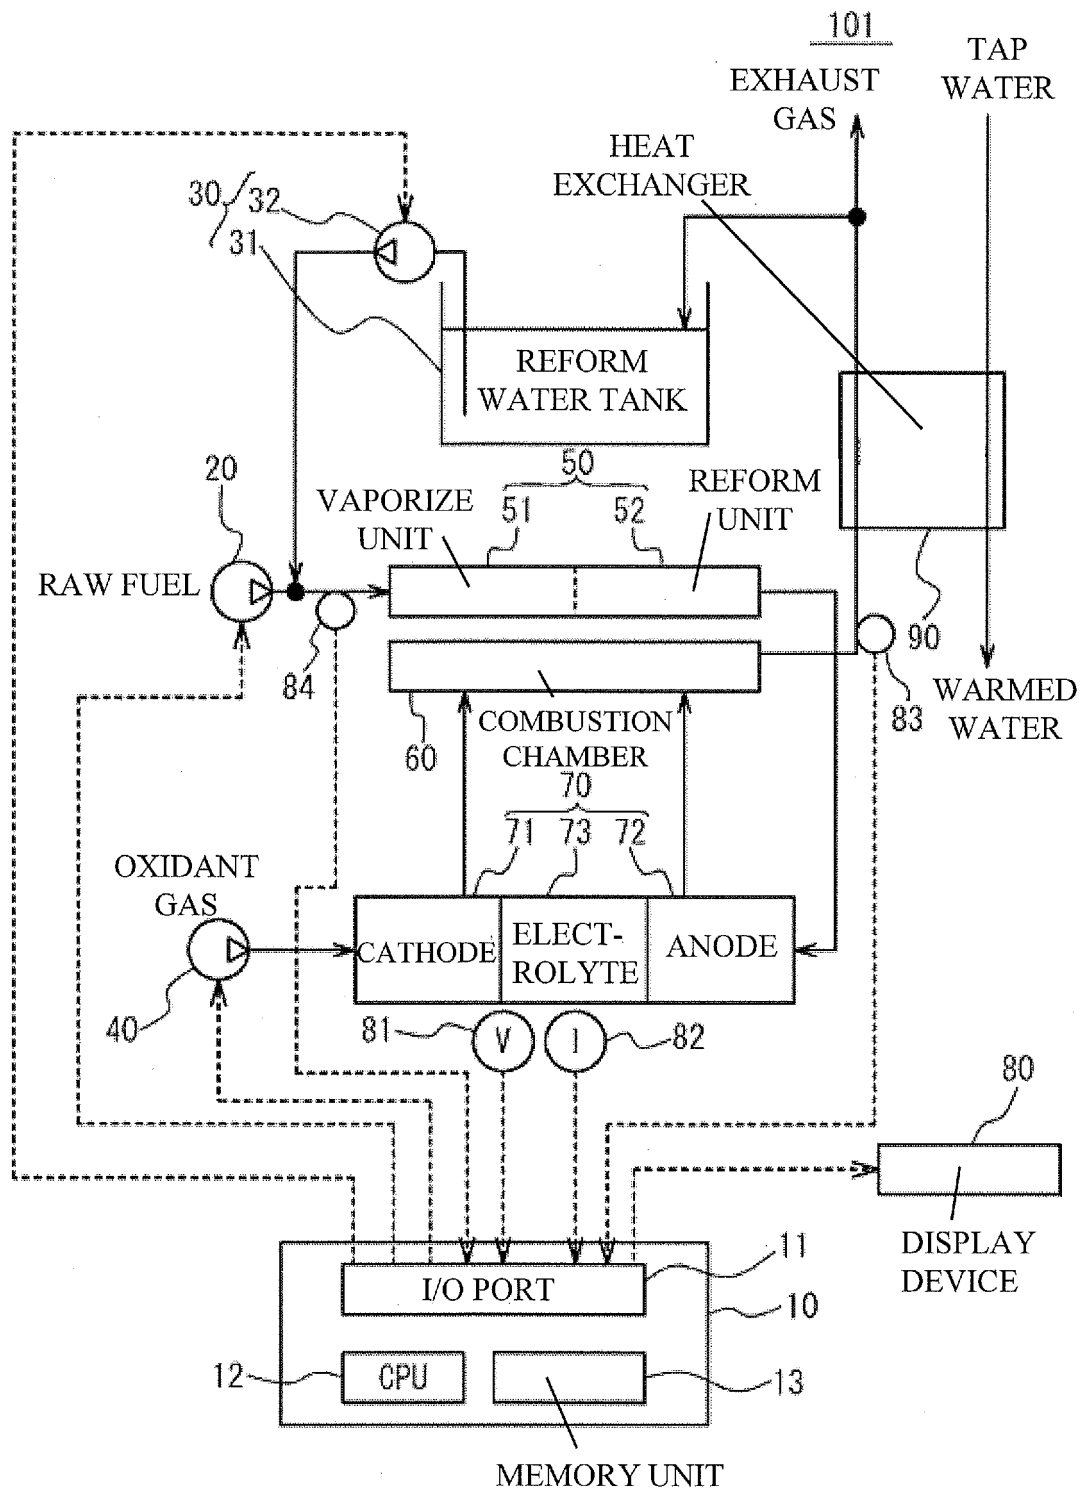 101
TAP
WATER
EXHAUST
GAS
HEAT
EXCHANGER
30
32
31
REFORM
WATER TANK
20
50
VAPORIZE
UNIT
51
52
REFORM
UNIT
RAW FUEL
84
90
83
WARMED
WATER
60
COMBUSTION
CHAMBER
70
71
73
72
OXIDANT
GAS
CATHODE
ELECT-
ROLYTE
ANODE
40
81
V
I
82
80
DISPLAY
DEVICE
11
I/O PORT
10
12
CPU
13
MEMORY UNIT